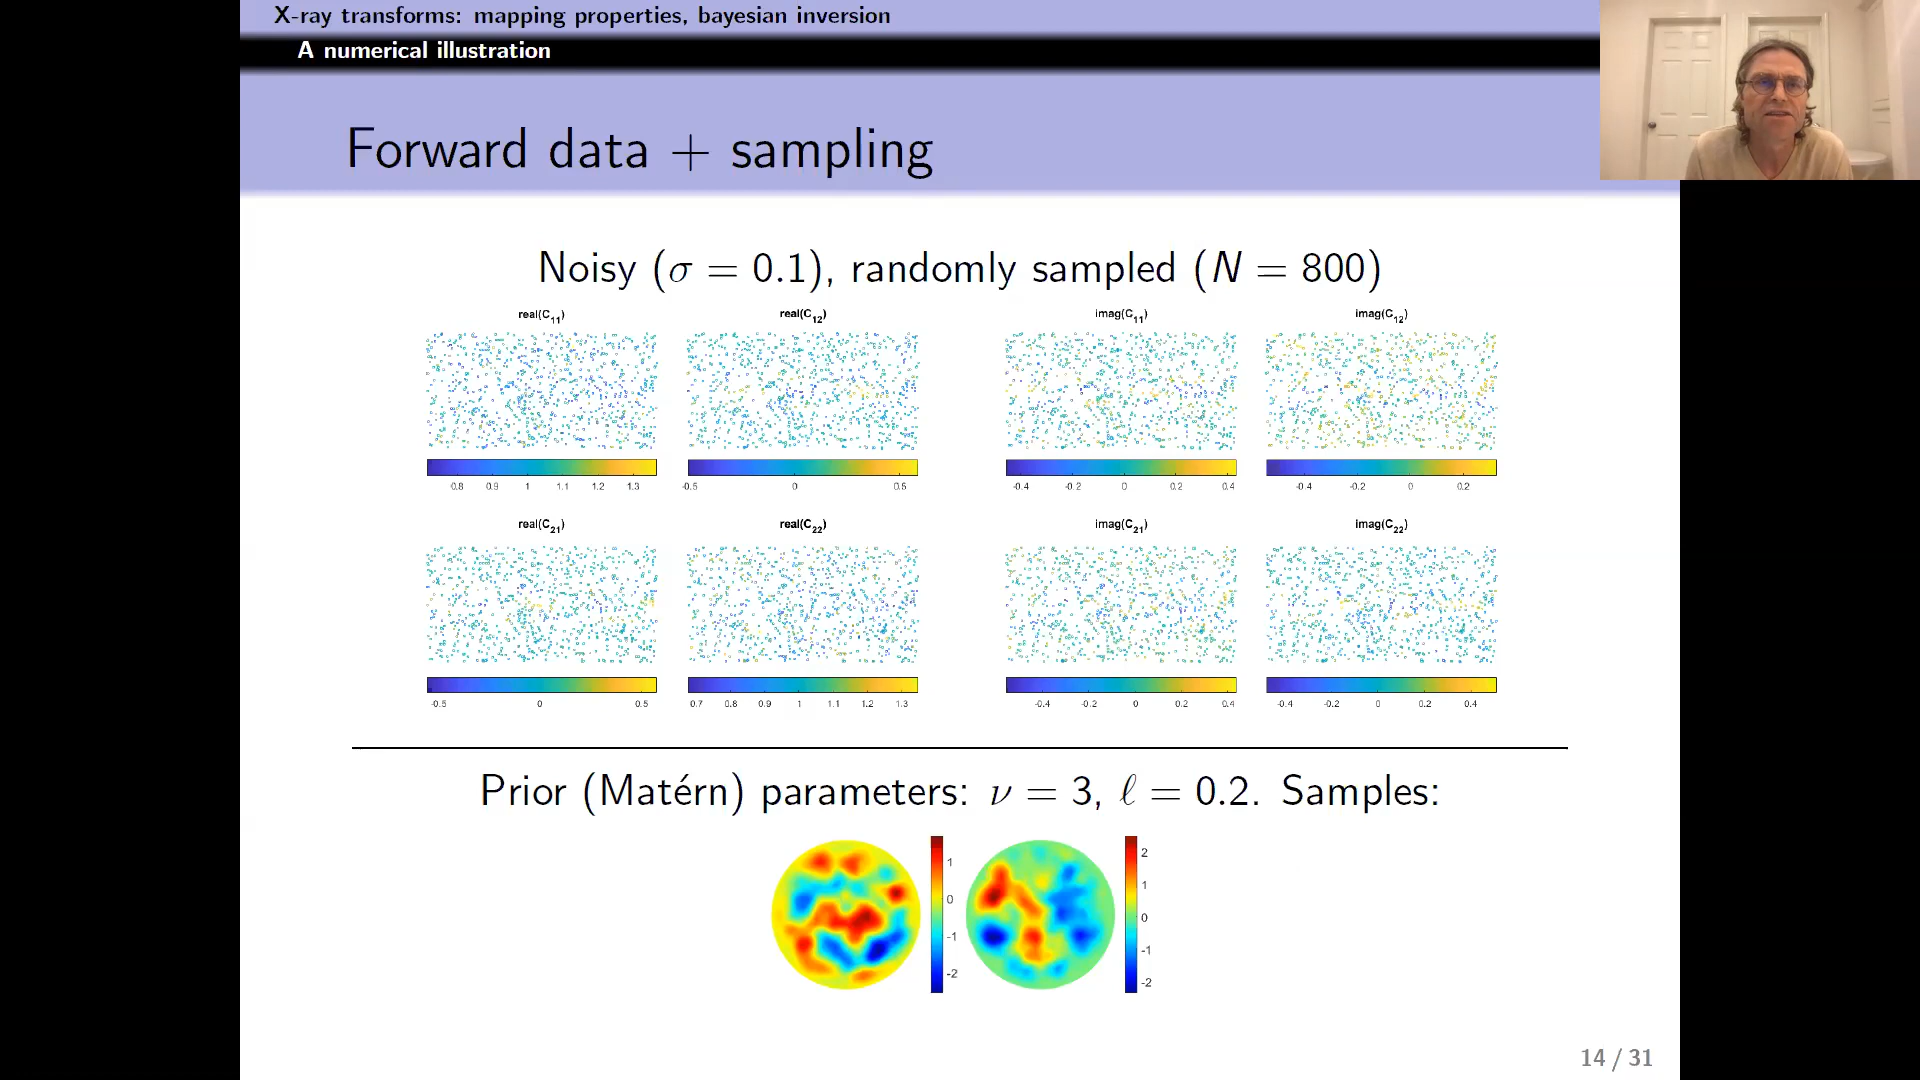 X-ray transforms: mapping properties, bayesian inversion
A numerical illustration
Forward data + sampling
Noisy (σ = 0.1), randomly sampled (N = 800)
real(C11) real(C12) imag(C11) imag(C12)
0.8 0.9 1 1.1 1.2 1.3 -0.5 0 0.5 -0.4 -0.2 0 0.2 0.4 -0.4 -0.2 0 0.2
real(C21) real(C22) imag(C21) imag(C22)
-0.5 0 0.5 0.7 0.8 0.9 1 1.1 1.2 1.3 -0.4 -0.2 0 0.2 0.4 -0.4 -0.2 0 0.2 0.4
Prior (Matérn) parameters: ν = 3, ℓ = 0.2. Samples:
1 0 -1 -2
2 1 0 -1 -2
14 / 31